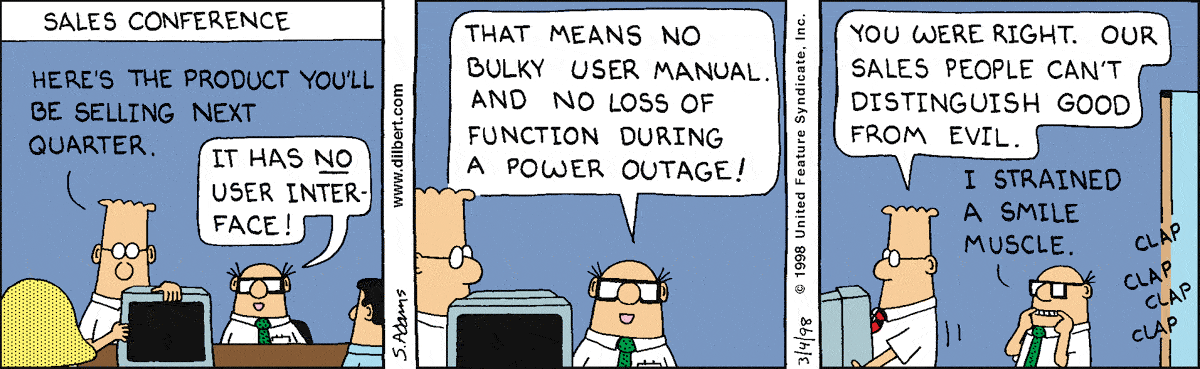 SALES CONFERENCE
HERE'S THE PRODUCT YOU'LL
BE SELLING NEXT
QUARTER.
IT HAS NO
USER INTER-
FACE!
www.dilbert.com
S. Adams
THAT MEANS NO
BULKY USER MANUAL.
AND NO LOSS OF
FUNCTION DURING
A POWER OUTAGE!
3/4/98 © 1998 United Feature Syndicate, Inc.
YOU WERE RIGHT. OUR
SALES PEOPLE CAN'T
DISTINGUISH GOOD
FROM EVIL.
I STRAINED
A SMILE
MUSCLE.
CLAP
CLAP
CLAP
CLAP